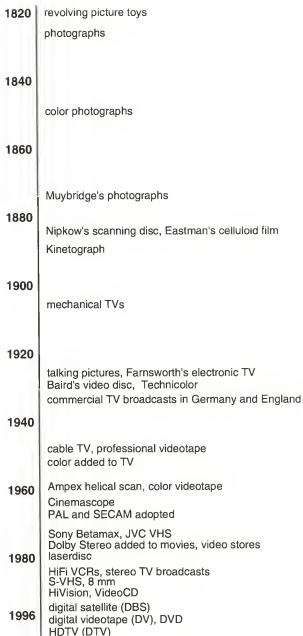 1820 revolving picture toys
photographs
1840
color photographs
1860
Muybridge's photographs
1880
Nipkow's scanning disc, Eastman's celluloid film
Kinetograph
1900
mechanical TVs
1920
talking pictures, Farnsworth's electronic TV
Baird's video disc, Technicolor
commercial TV broadcasts in Germany and England
1940
cable TV, professional videotape
color added to TV
1960 Ampex helical scan, color videotape
Cinemascope
PAL and SECAM adopted
Sony Betamax, JVC VHS
Dolby Stereo added to movies, video stores
1980 laserdisc
HiFi VCRs, stereo TV broadcasts
S-VHS, 8 mm
HiVision, VideoCD
digital satellite (DBS)
1996 digital videotape (DV), DVD
HDTV (DTV)